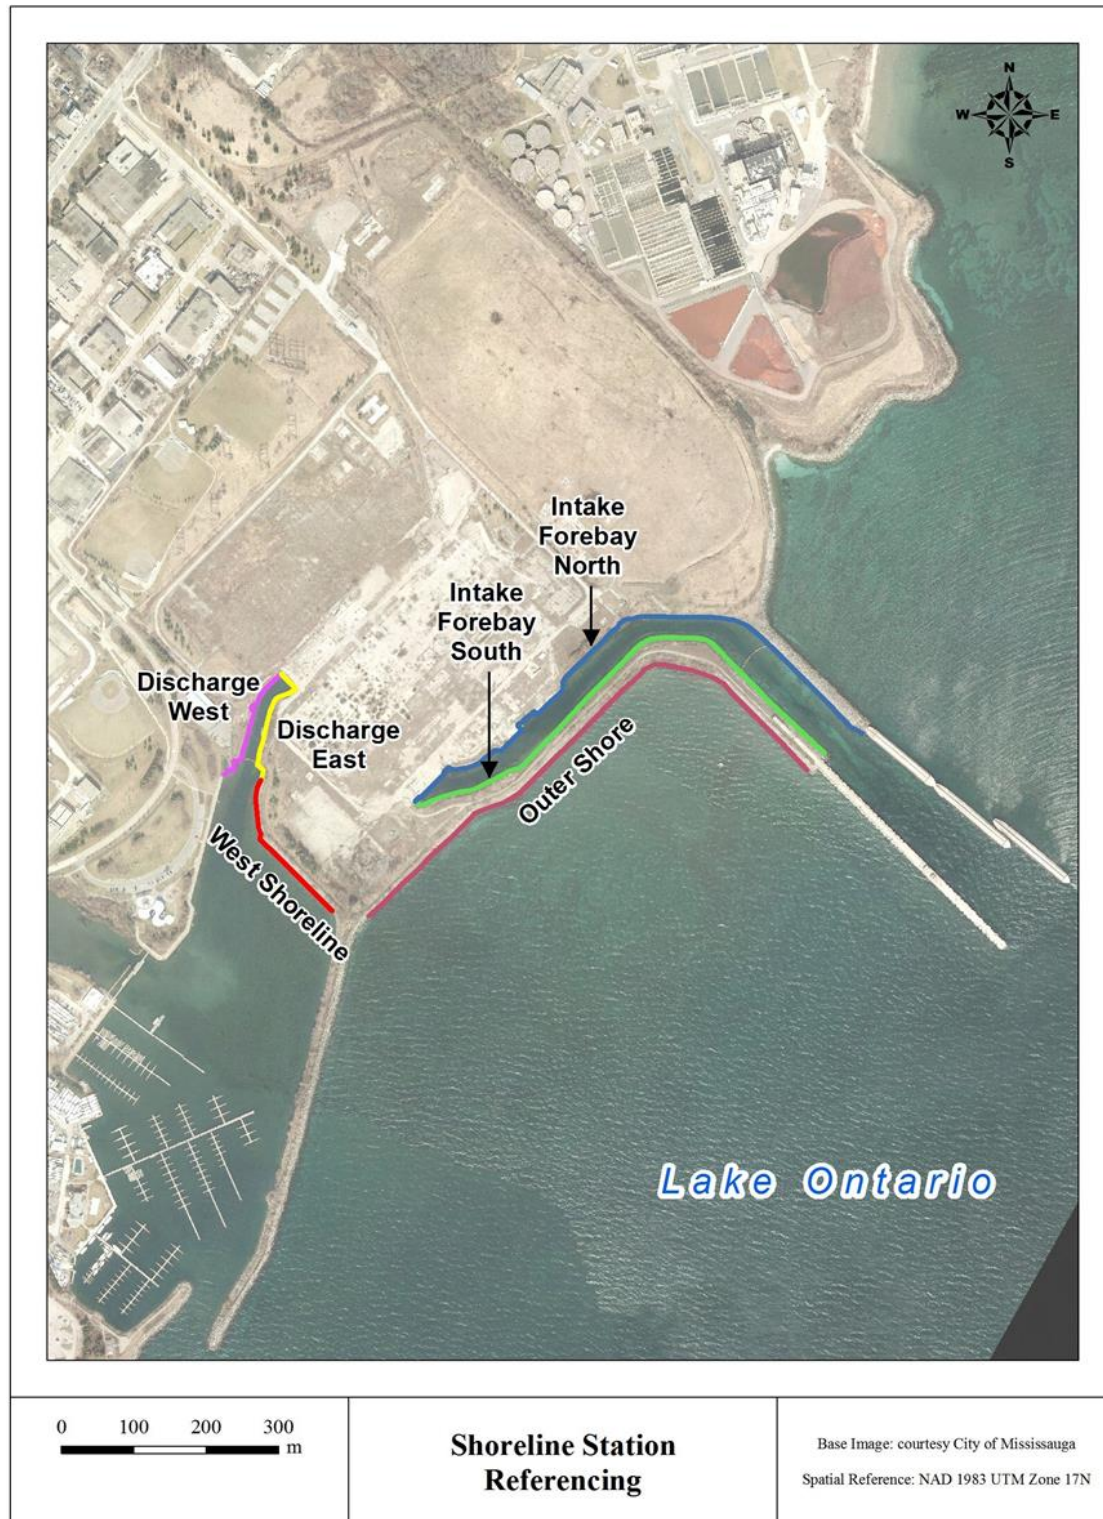 N
W E
S
Intake
Forebay
North
Intake
Forebay
South
Discharge
West
Discharge
East
Outer Shore
West Shoreline
Lake Ontario
0 100 200 300
m
Shoreline Station
Referencing
Base Image: courtesy City of Mississauga
Spatial Reference: NAD 1983 UTM Zone 17N